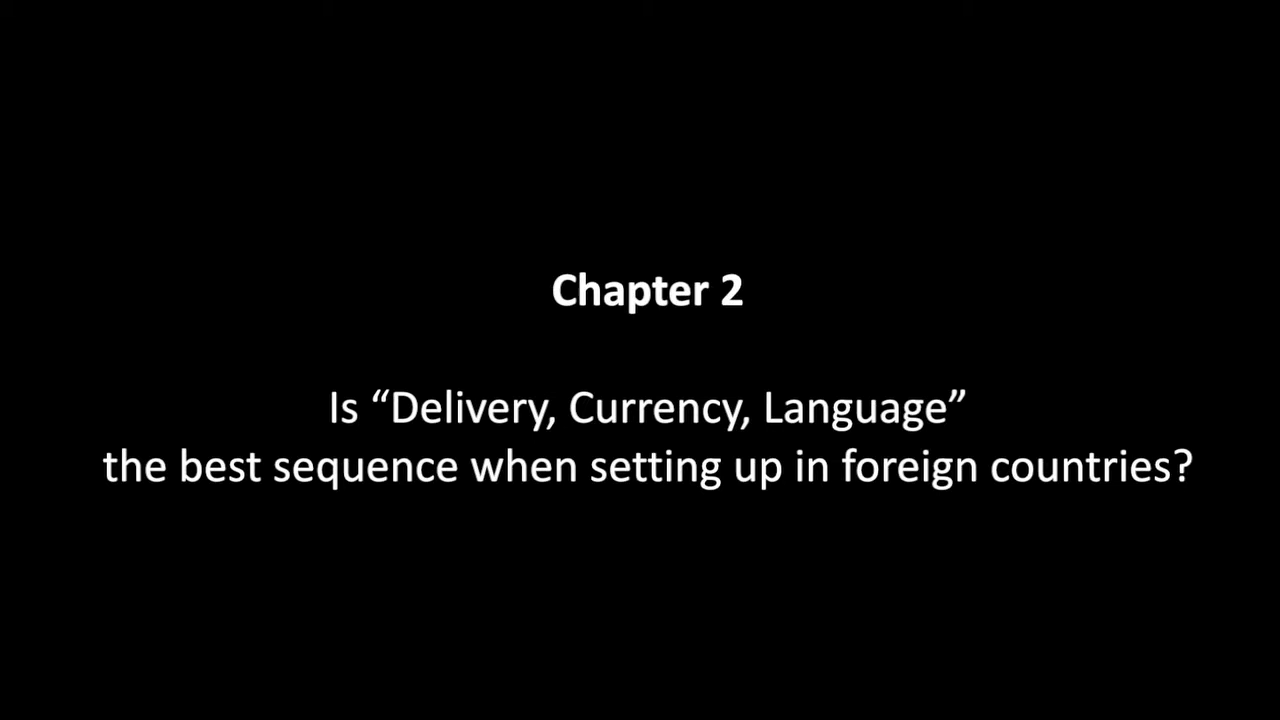 Chapter 2
Is “Delivery, Currency, Language”
the best sequence when setting up in foreign countries?